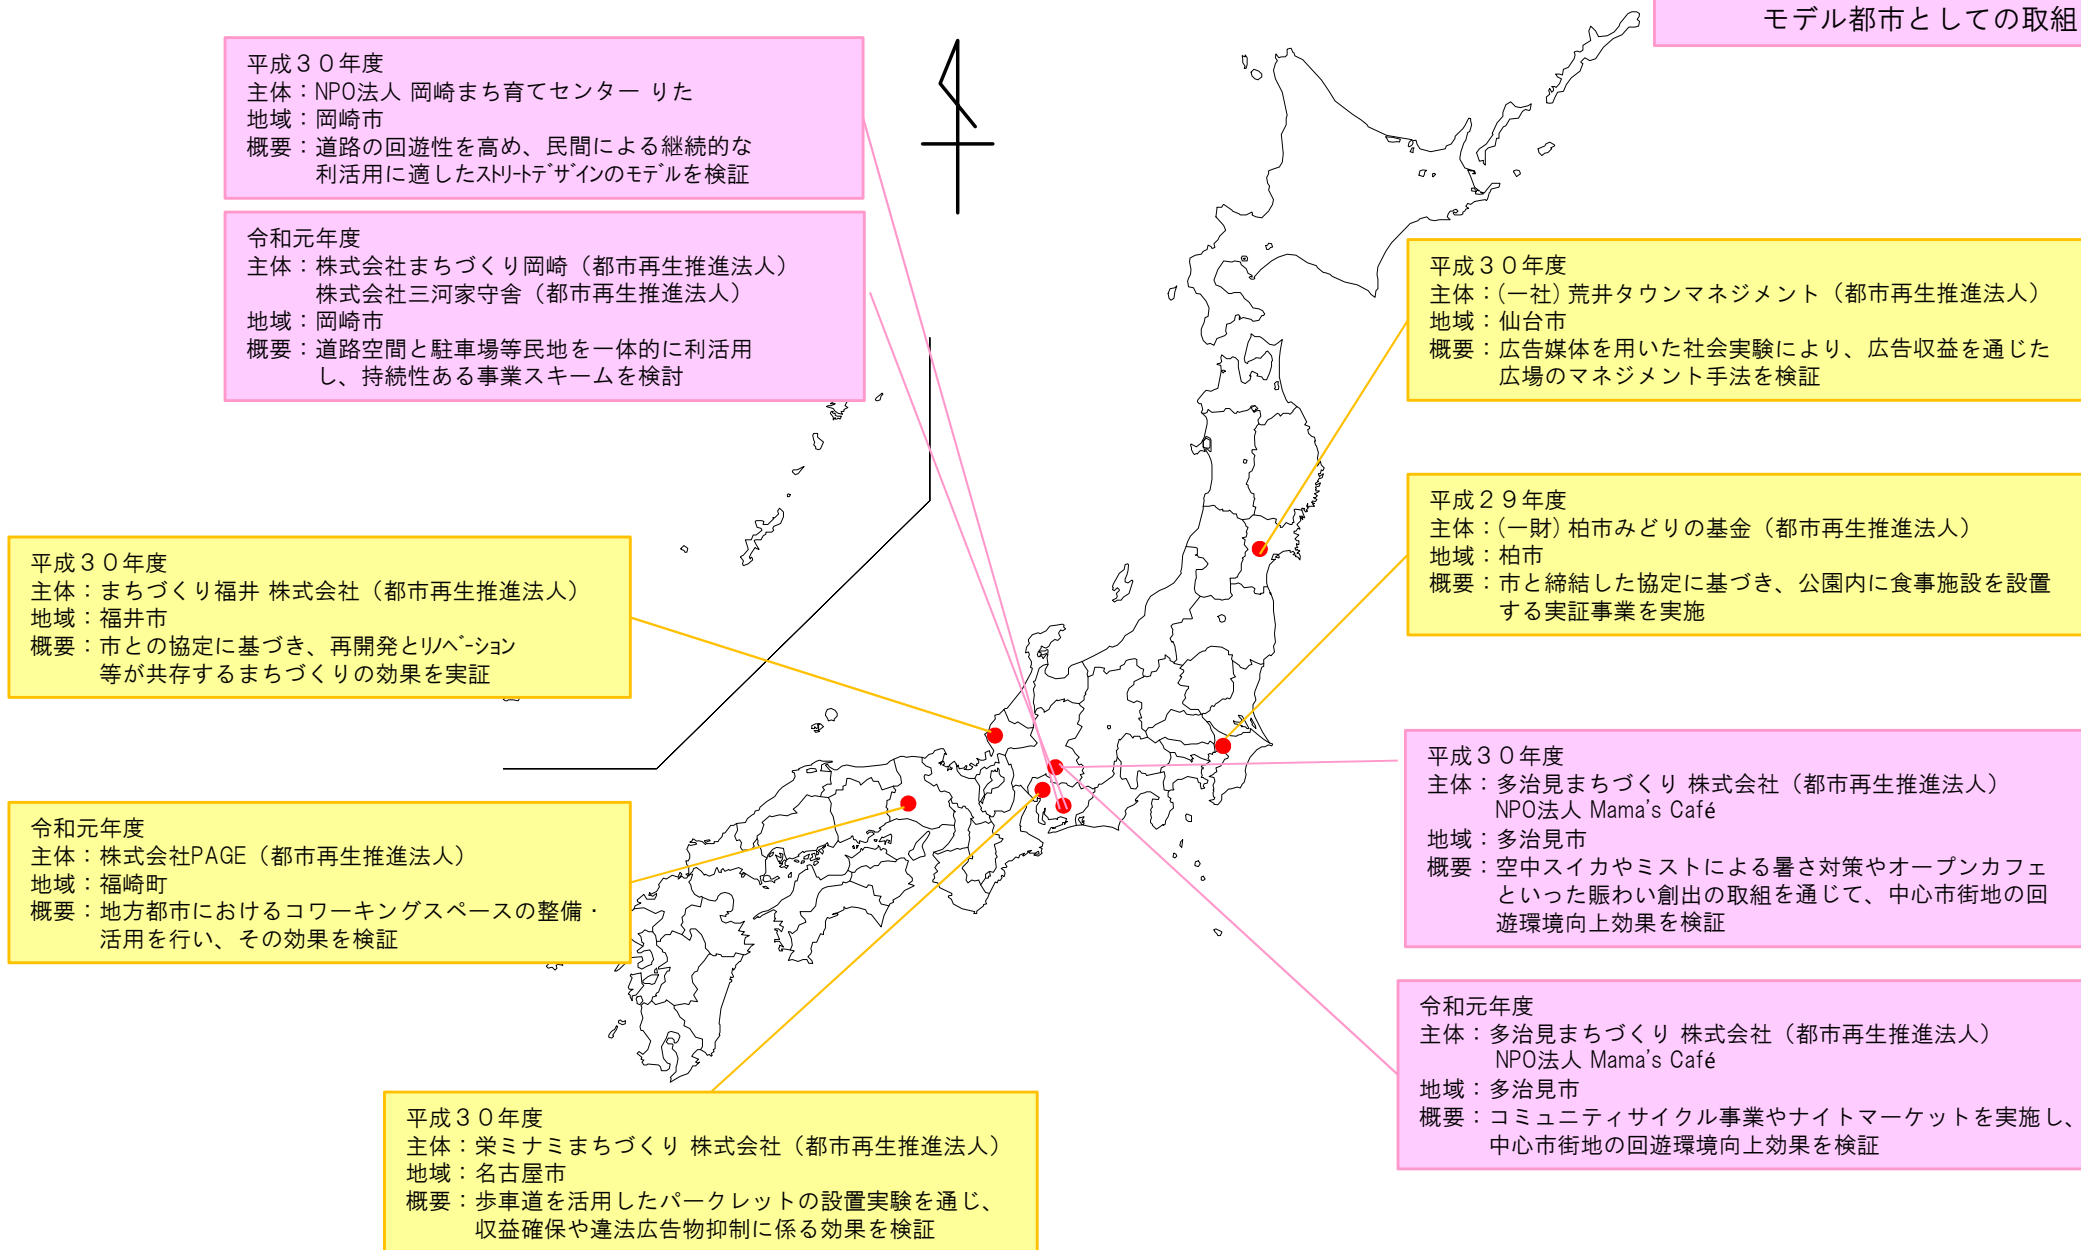 モデル都市としての取組
平成３０年度
主体：NPO法人 岡崎まち育てセンター りた
地域：岡崎市
概要：道路の回遊性を高め、民間による継続的な
利活用に適したｽﾄﾘｰﾄﾃﾞｻﾞｲﾝのモデルを検証
令和元年度
主体：株式会社まちづくり岡崎（都市再生推進法人）
株式会社三河家守舎（都市再生推進法人）
地域：岡崎市
概要：道路空間と駐車場等民地を一体的に利活用
し、持続性ある事業スキームを検討
平成３０年度
主体：(一社)荒井タウンマネジメント（都市再生推進法人）
地域：仙台市
概要：広告媒体を用いた社会実験により、広告収益を通じた
広場のマネジメント手法を検証
平成２９年度
主体：(一財)柏市みどりの基金（都市再生推進法人）
地域：柏市
概要：市と締結した協定に基づき、公園内に食事施設を設置
する実証事業を実施
平成３０年度
主体：まちづくり福井 株式会社（都市再生推進法人）
地域：福井市
概要：市との協定に基づき、再開発とﾘﾉﾍﾞｰｼｮﾝ
等が共存するまちづくりの効果を実証
平成３０年度
主体：多治見まちづくり 株式会社（都市再生推進法人）
NPO法人 Mama's Café
地域：多治見市
概要：空中スイカやミストによる暑さ対策やオープンカフェ
といった賑わい創出の取組を通じて、中心市街地の回
遊環境向上効果を検証
令和元年度
主体：株式会社PAGE（都市再生推進法人）
地域：福崎町
概要：地方都市におけるコワーキングスペースの整備・
活用を行い、その効果を検証
令和元年度
主体：多治見まちづくり 株式会社（都市再生推進法人）
NPO法人 Mama's Café
地域：多治見市
概要：コミュニティサイクル事業やナイトマーケットを実施し、
中心市街地の回遊環境向上効果を検証
平成３０年度
主体：栄ミナミまちづくり 株式会社（都市再生推進法人）
地域：名古屋市
概要：歩車道を活用したパークレットの設置実験を通じ、
収益確保や違法広告物抑制に係る効果を検証